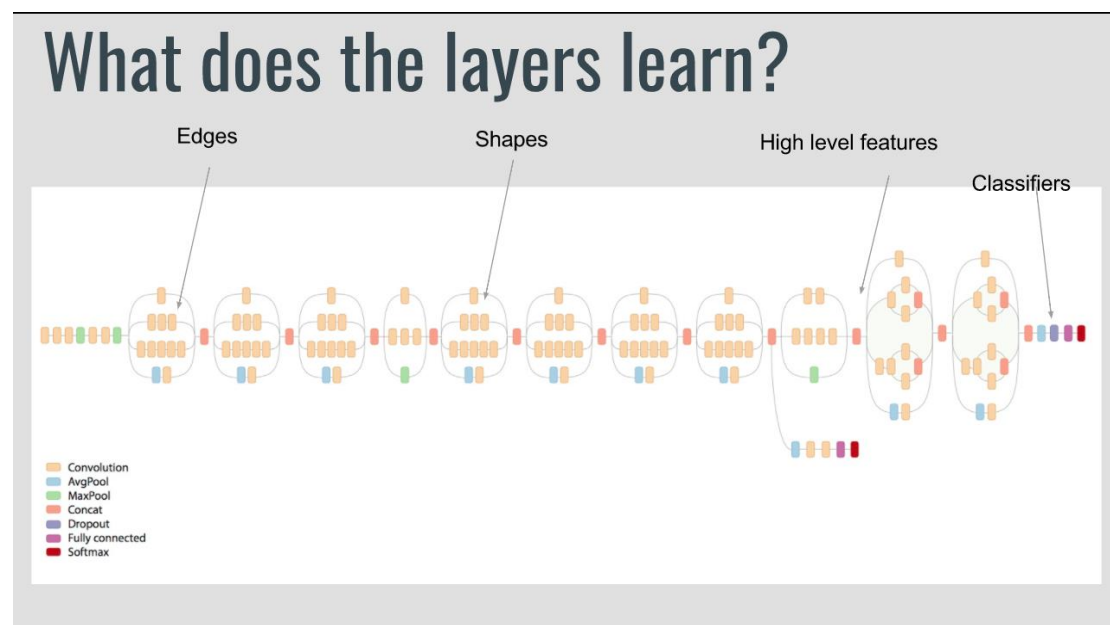 What does the layers learn?
Edges
Shapes
High level features
Classifiers
Convolution
AvgPool
MaxPool
Concat
Dropout
Fully connected
Softmax